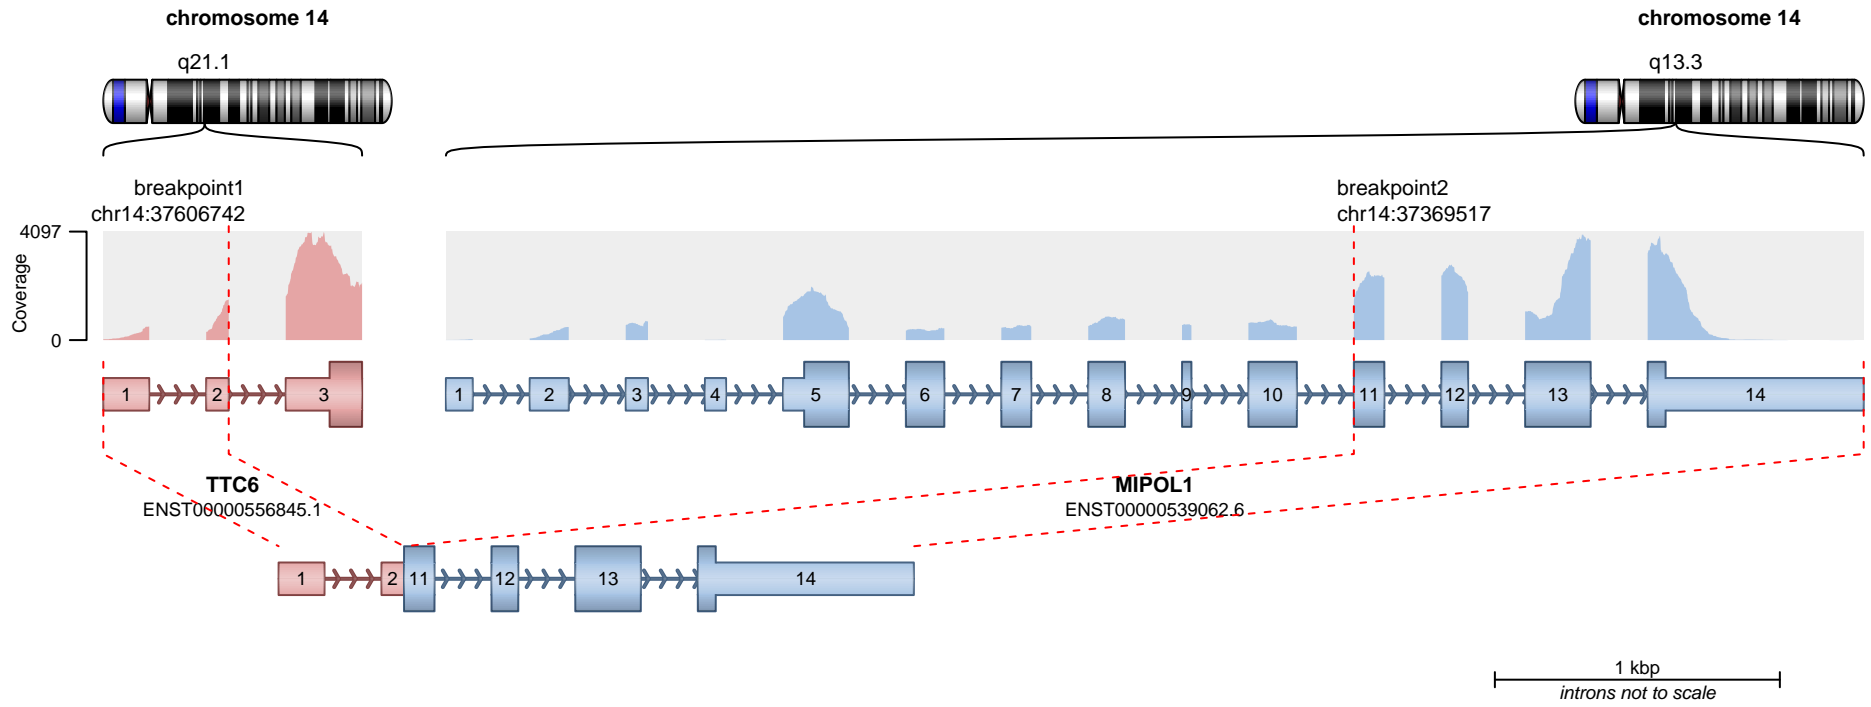 chromosome 14
chromosome 14
q21.1
q13.3
breakpoint1
chr14:37606742
breakpoint2
chr14:37369517
4097
Coverage
0
1 2 3
1 2 3 4 5 6 7 8 9 10 11 12 13 14
TTC6
ENST00000556845.1
MIPOL1
ENST00000539062.6
1 2 11 12 13 14
1 kbp
introns not to scale